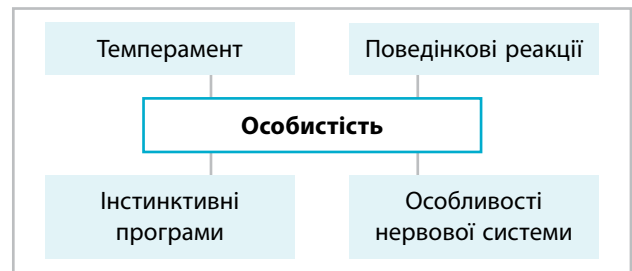 Темперамент
Поведінкові реакції
Особистість
Інстинктивні
програми
Особливості
нервової системи